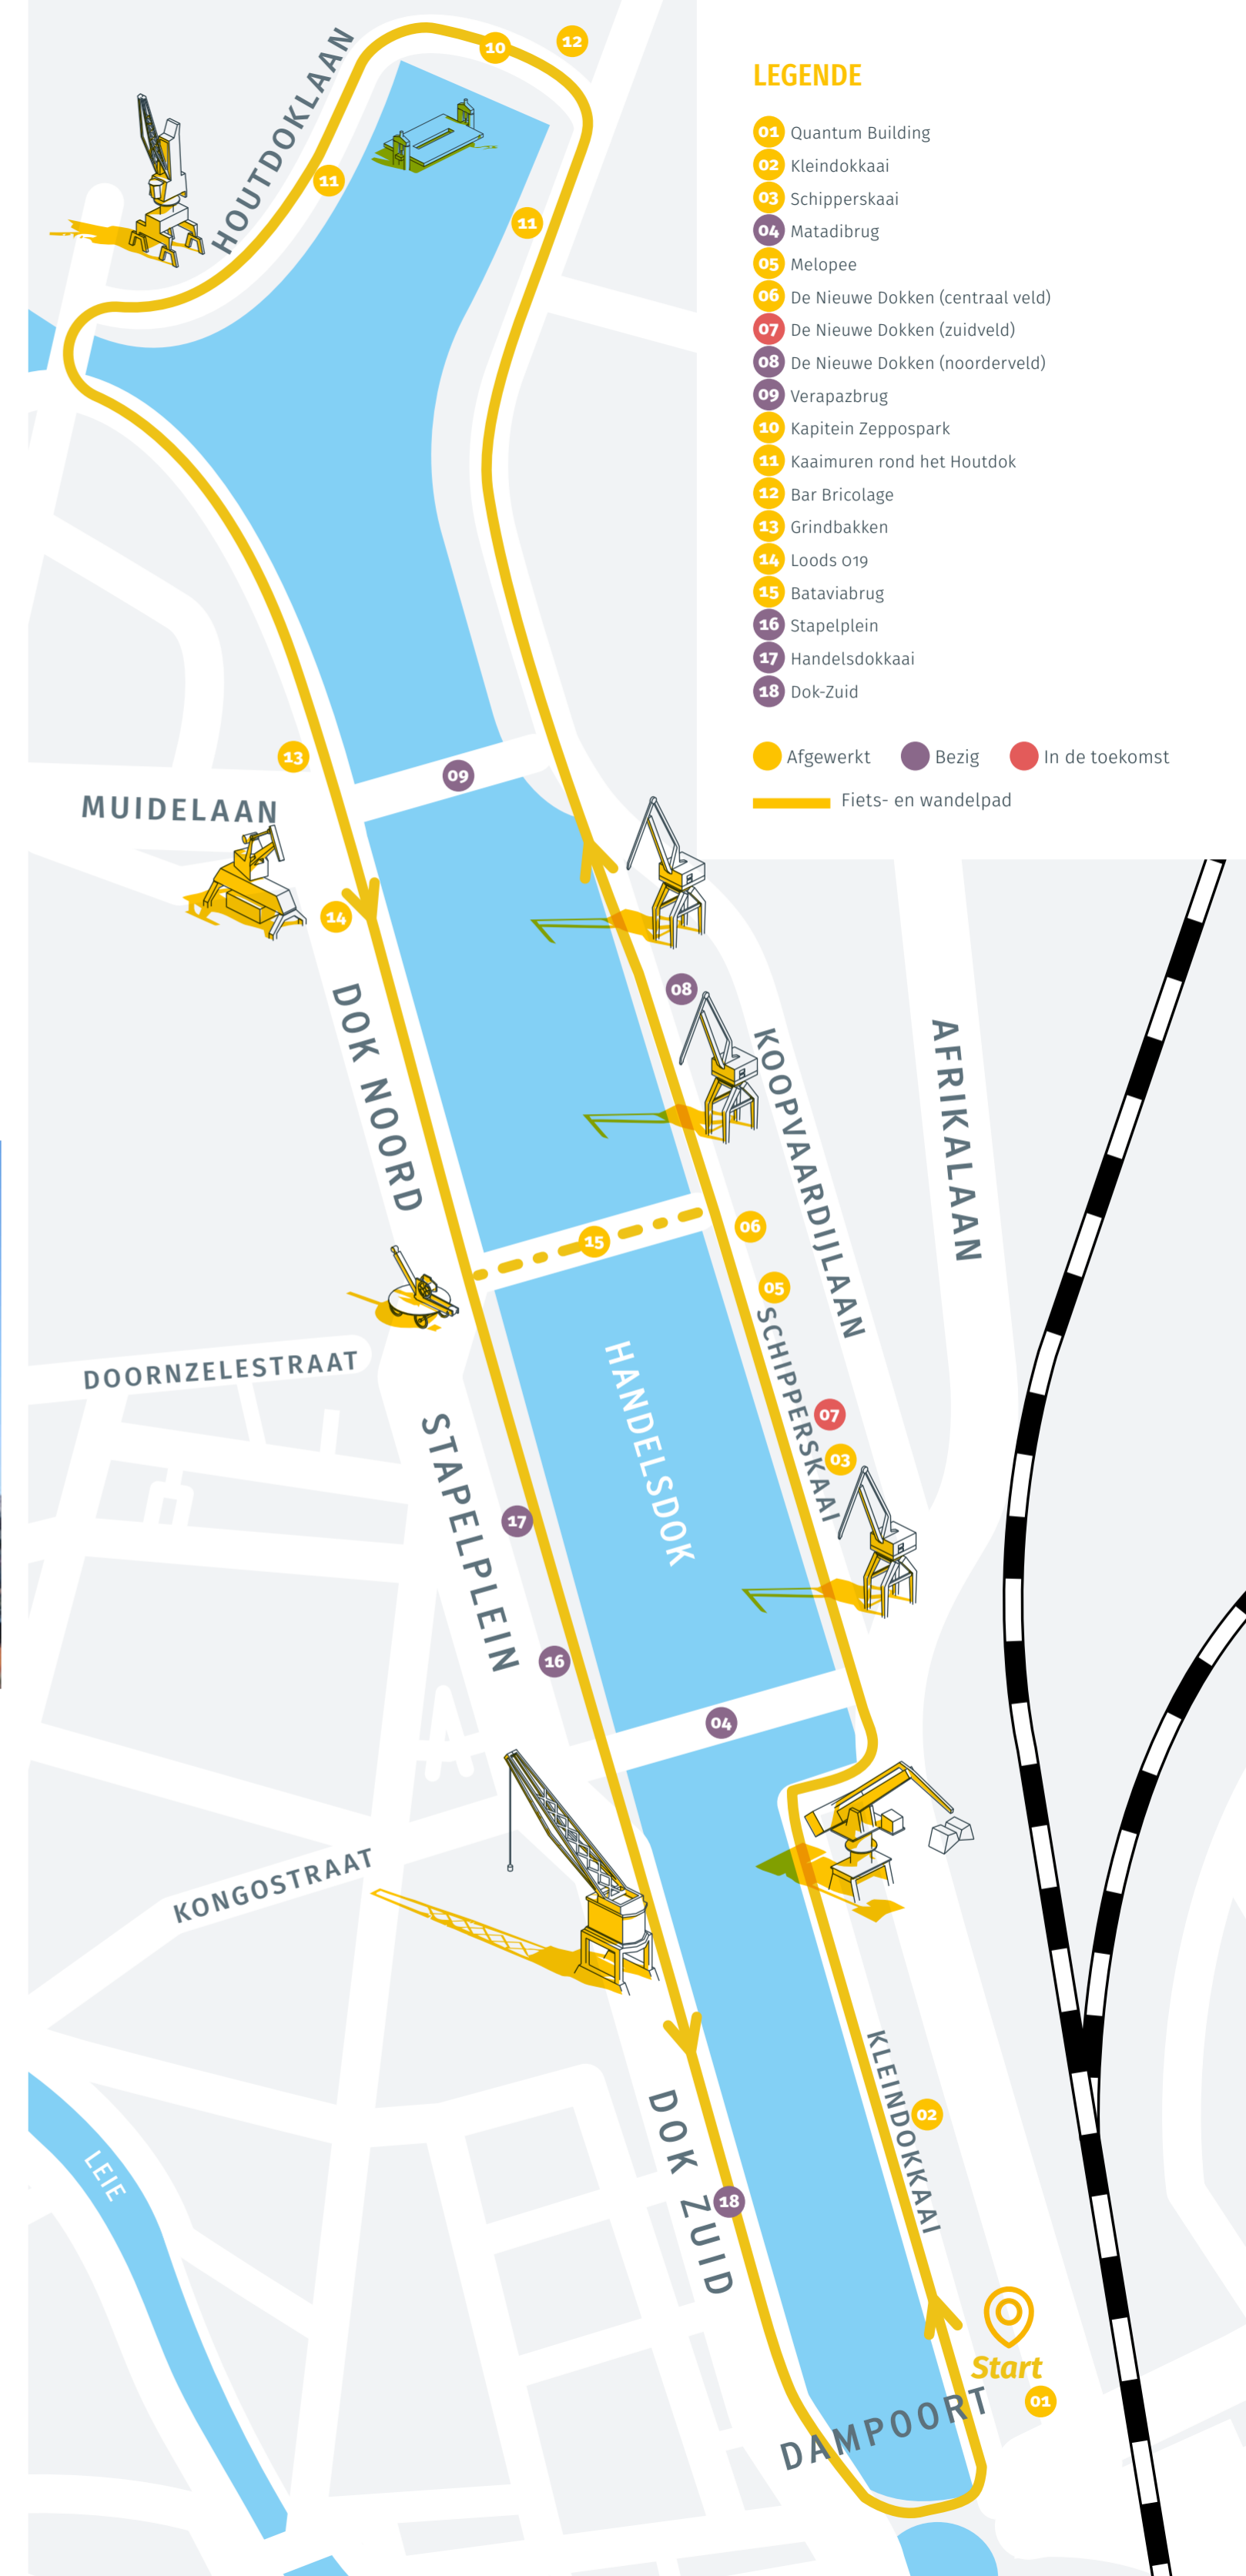 LEGENDE
01 Quantum Building
02 Kleindokkaai
03 Schipperskaai
04 Matadibrug
05 Melopee
06 De Nieuwe Dokken (centraal veld)
07 De Nieuwe Dokken (zuidveld)
08 De Nieuwe Dokken (noorderveld)
09 Verapazbrug
10 Kapitein Zeppospark
11 Kaaimuren rond het Houtdok
12 Bar Bricolage
13 Grindbakken
14 Loods 019
15 Bataviabrug
16 Stapelplein
17 Handelsdokkaai
18 Dok-Zuid
Afgewerkt
Bezig
In de toekomst
Fiets- en wandelpad
10
12
HOUTDOKLAAN
11
11
13
09
MUIDELAAN
14
DOK NOORD
08
KOOPVAARDIJLAAN
AFRIKALAAN
06
15
05
SCHIPPERSKAAI
HANDELSDOK
DOORNZELESTRAAT
07
03
STAPELPLEIN
17
16
04
KONGOSTRAAT
KLEINDOKKAAI
02
LEIE
DOK ZUID
18
Start
01
DAMPOORT